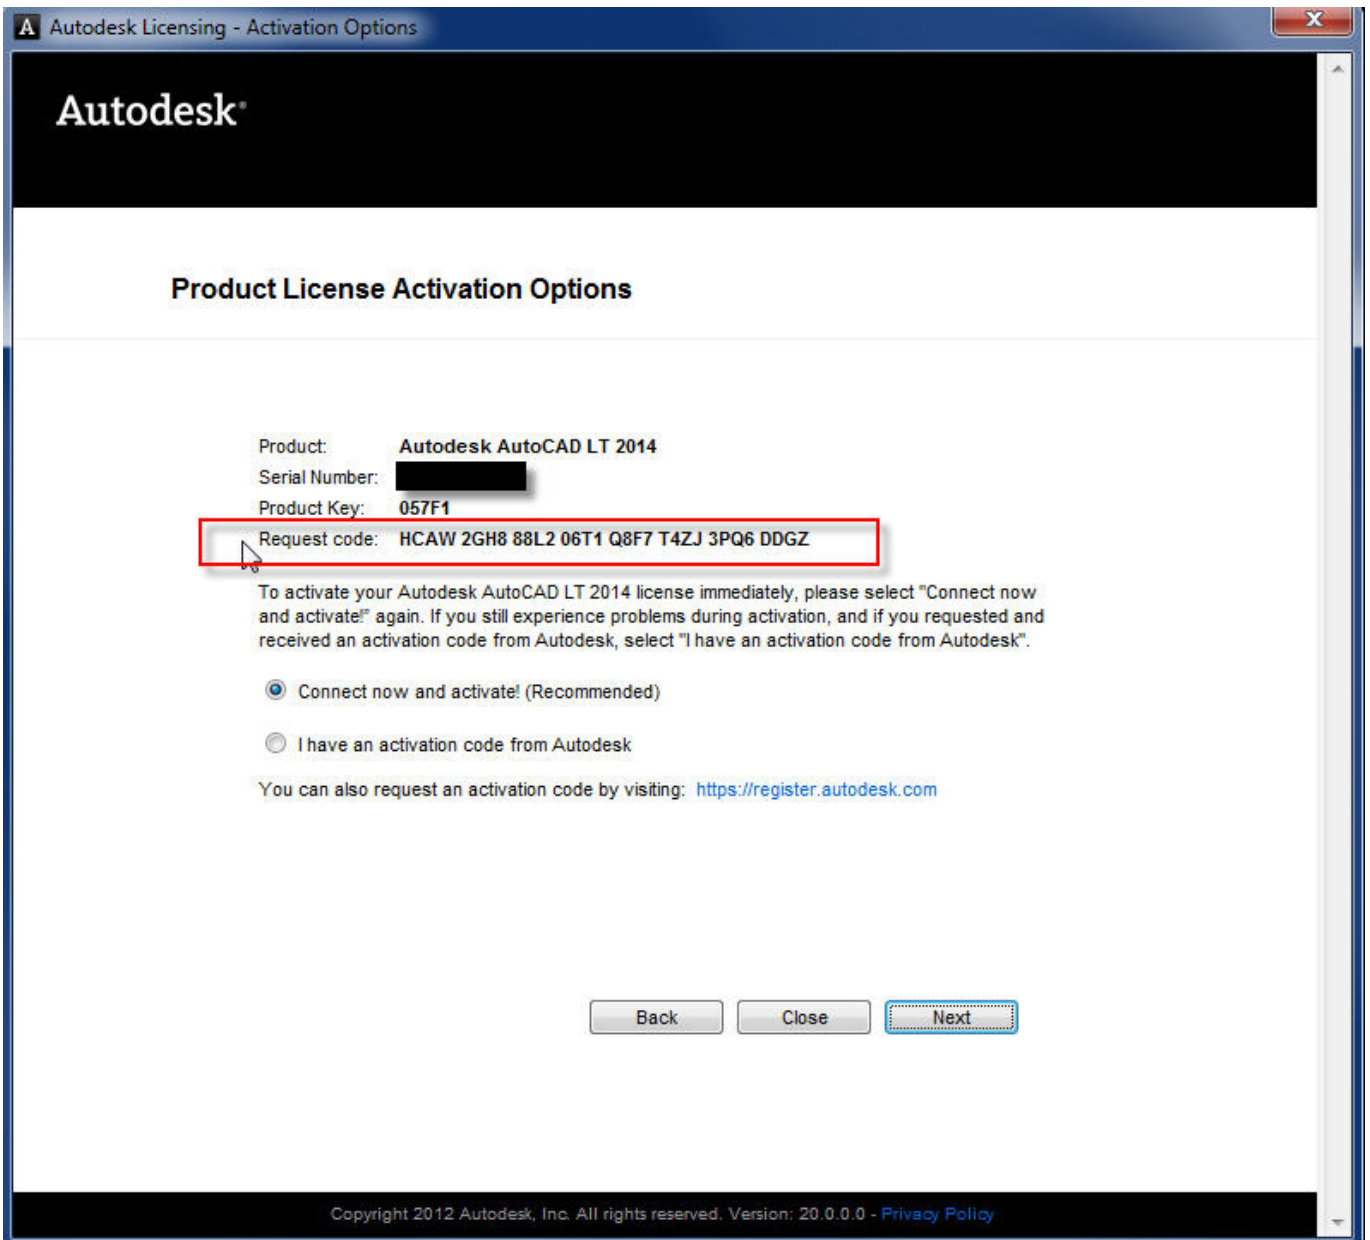 Autodesk Licensing - Activation Options
X
Autodesk®
Product License Activation Options
Product: Autodesk AutoCAD LT 2014
Serial Number:
Product Key: 057F1
Request code: HCAW 2GH8 88L2 06T1 Q8F7 T4ZJ 3PQ6 DDGZ
To activate your Autodesk AutoCAD LT 2014 license immediately, please select "Connect now
and activate!" again. If you still experience problems during activation, and if you requested and
received an activation code from Autodesk, select "I have an activation code from Autodesk".
Connect now and activate! (Recommended)
I have an activation code from Autodesk
You can also request an activation code by visiting: https://register.autodesk.com
Back Close Next
Copyright 2012 Autodesk, Inc. All rights reserved. Version: 20.0.0.0 - Privacy Policy